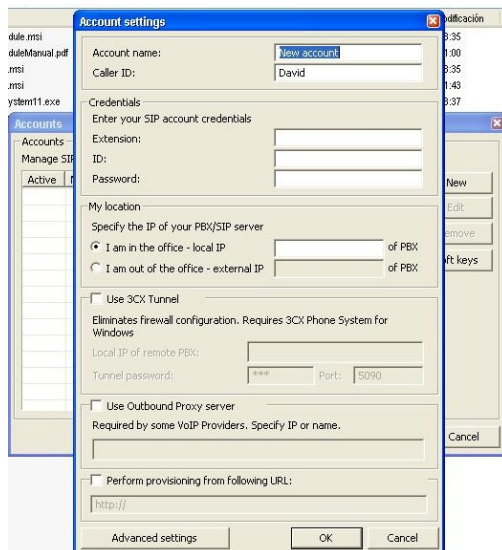 Account settings
odificación
dule.msi
3:35
duleManual.pdf
1:00
.msi
3:35
.msi
1:43
ystem11.exe
3:37
Accounts
Accounts
Manage SIP
Active
New
Edit
emove
ft keys
Cancel
Account name: New account
Caller ID: David
Credentials
Enter your SIP account credentials
Extension:
ID:
Password:
My location
Specify the IP of your PBX/SIP server
I am in the office - local IP of PBX
I am out of the office - external IP of PBX
Use 3CX Tunnel
Eliminates firewall configuration. Requires 3CX Phone System for
Windows
Local IP of remote PBX:
Tunnel password: *** Port: 5090
Use Outbound Proxy server
Required by some VoIP Providers. Specify IP or name.
Perform provisioning from following URL:
http://
Advanced settings OK Cancel